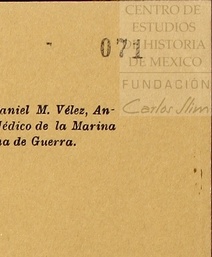 CENTRO DE
ESTUDIOS
DE HISTORIA
DE MEXICO
071
FUNDACIÓN
Carlos Slim
aniel M. Vélez, An-
Médico de la Marina
na de Guerra.